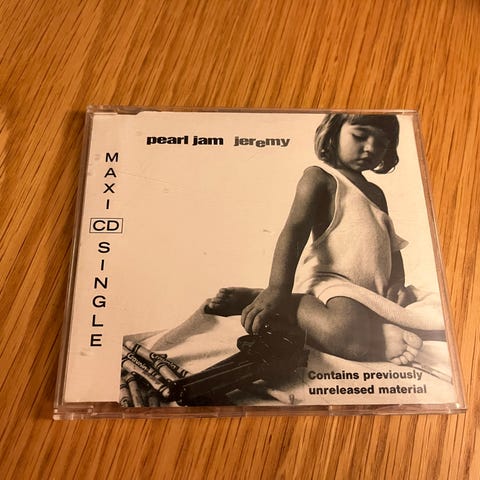 pearl jam jeremy
MAXI CD SINGLE
Contains previously
unreleased material